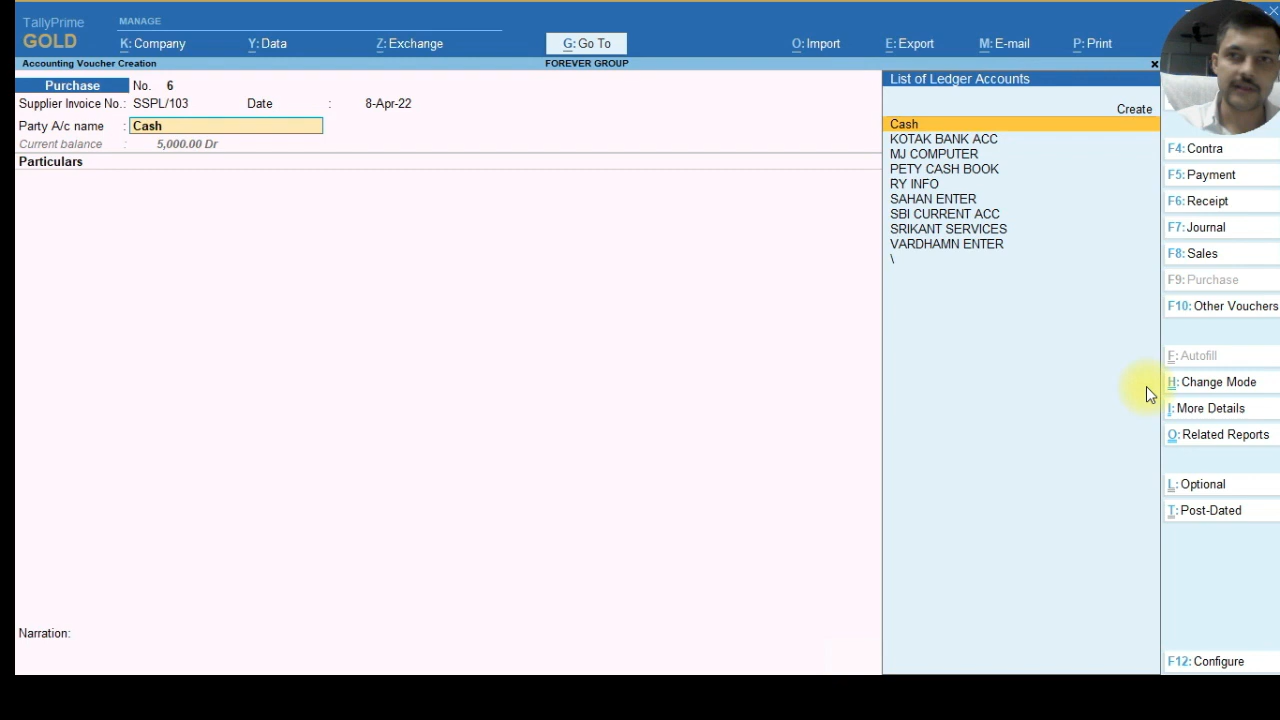 TallyPrime
GOLD
MANAGE
K: Company
Y: Data
Z: Exchange
G: Go To
O: Import
E: Export
M: E-mail
P: Print
Accounting Voucher Creation
FOREVER GROUP
Purchase No. 6
Supplier Invoice No.: SSPL/103 Date : 8-Apr-22
Party A/c name : Cash
Current balance : 5,000.00 Dr
Particulars
Narration:
List of Ledger Accounts
Create
Cash
KOTAK BANK ACC
MJ COMPUTER
PETY CASH BOOK
RY INFO
SAHAN ENTER
SBI CURRENT ACC
SRIKANT SERVICES
VARDHAMN ENTER
\
F4: Contra
F5: Payment
F6: Receipt
F7: Journal
F8: Sales
F9: Purchase
F10: Other Vouchers
F: Autofill
H: Change Mode
I: More Details
O: Related Reports
L: Optional
T: Post-Dated
F12: Configure